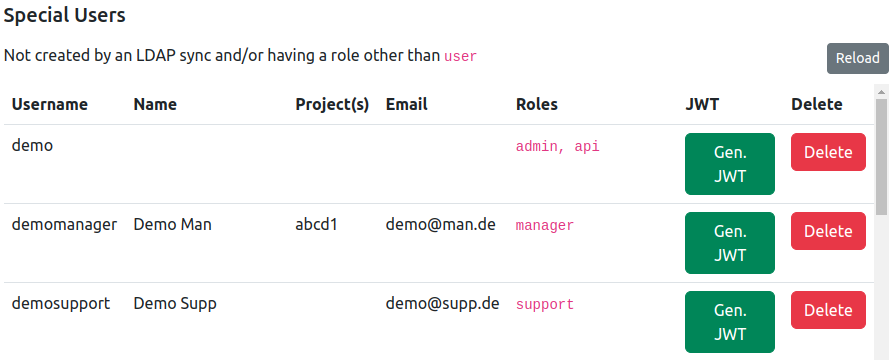 Special Users
Not created by an LDAP sync and/or having a role other than user
Reload
Username Name Project(s) Email Roles JWT Delete
demo admin, api Gen. JWT Delete
demomanager Demo Man abcd1 demo@man.de manager Gen. JWT Delete
demosupport Demo Supp demo@supp.de support Gen. JWT Delete